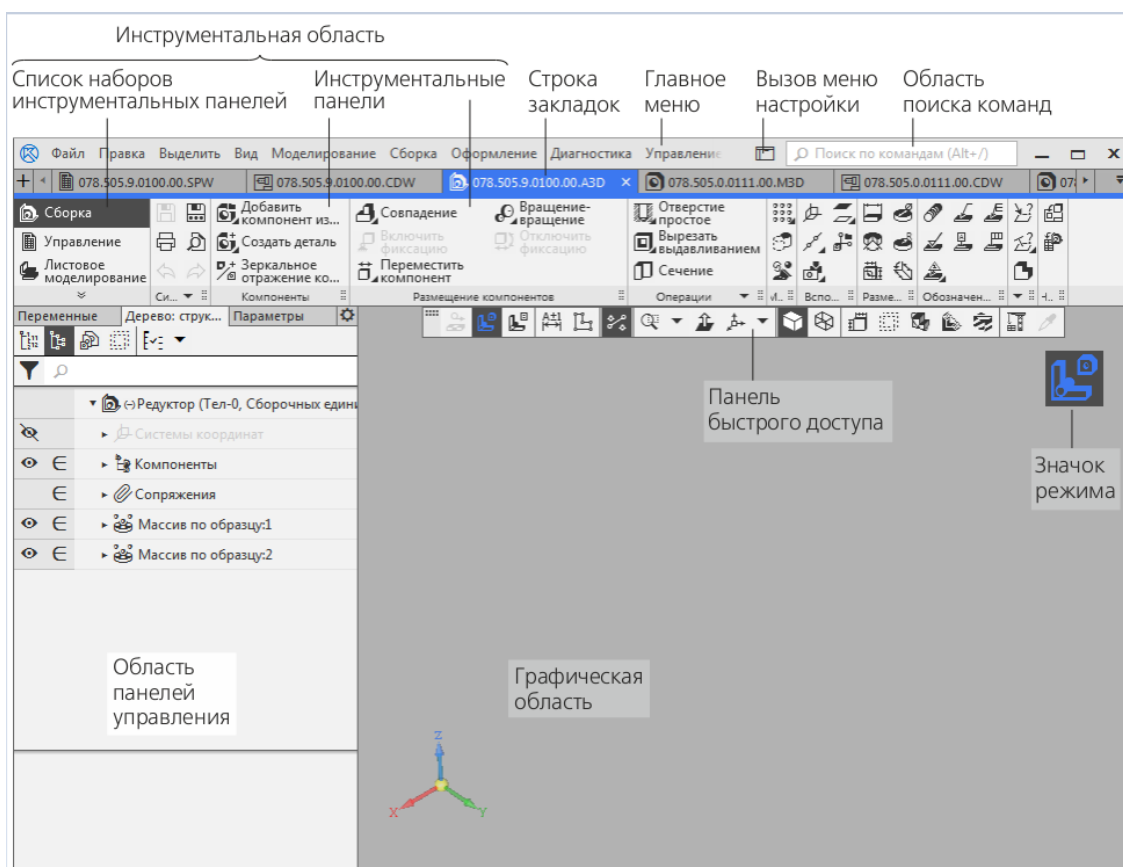 Инструментальная область
Список наборов
инструментальных панелей
Инструментальные
панели
Строка
закладок
Главное
меню
Вызов меню
настройки
Область
поиска команд
Файл Правка Выделить Вид Моделирование Сборка Оформление Диагностика Управление
Поиск по командам (Alt+/)
078.505.9.0100.00.SPW
078.505.9.0100.00.CDW
078.505.9.0100.00.A3D
078.505.0.0111.00.M3D
078.505.0.0111.00.CDW
Сборка
Управление
Листовое
моделирование
Си...
Добавить
компонент из...
Создать деталь
Зеркальное
отражение ко...
Компоненты
Совпадение
Включить
фиксацию
Переместить
компонент
Вращение-
вращение
Отключить
фиксацию
Размещение компонентов
Отверстие
простое
Вырезать
выдавливанием
Сечение
Операции
И...
Вспо...
Разме...
Обозначен...
Ч...
Переменные
Дерево: струк...
Параметры
(-)Редуктор (Тел-0, Сборочных един
Системы координат
Компоненты
Сопряжения
Массив по образцу:1
Массив по образцу:2
Панель
быстрого доступа
Значок
режима
Область
панелей
управления
Графическая
область
Z
X
Y